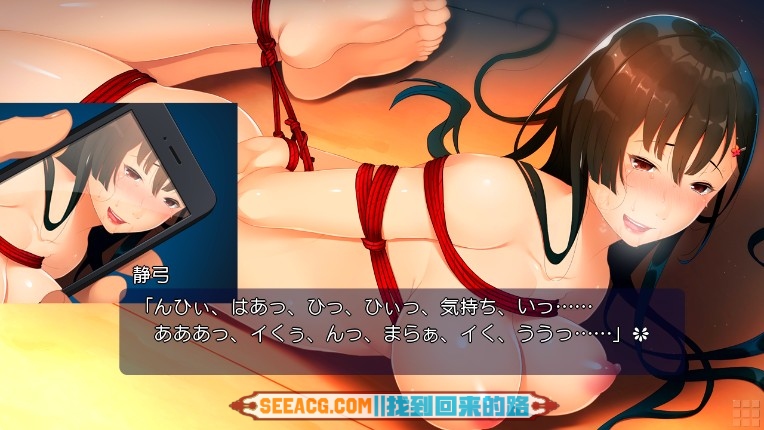 静弓
「んひぃ、はあっ、ひっ、ひぃっ、気持ち、いっ……
あああっ、イくぅ、んっ、まらぁ、イく、ううっ……」
SEEACG.COM||找到回来的路